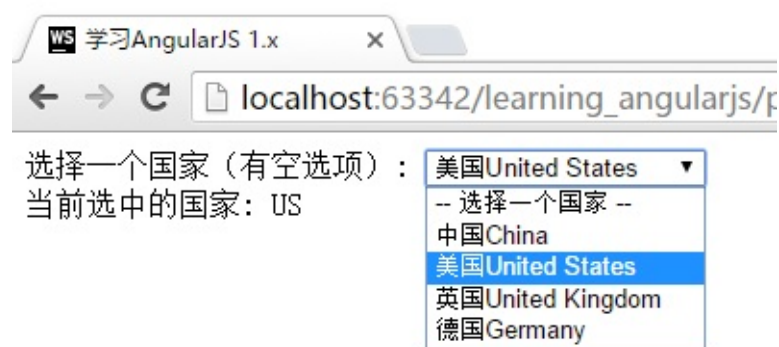 WS 学习AngularJS 1.x
localhost:63342/learning_angularjs/p
选择一个国家（有空选项）: 美国United States
当前选中的国家: US
-- 选择一个国家 --
中国China
美国United States
英国United Kingdom
德国Germany